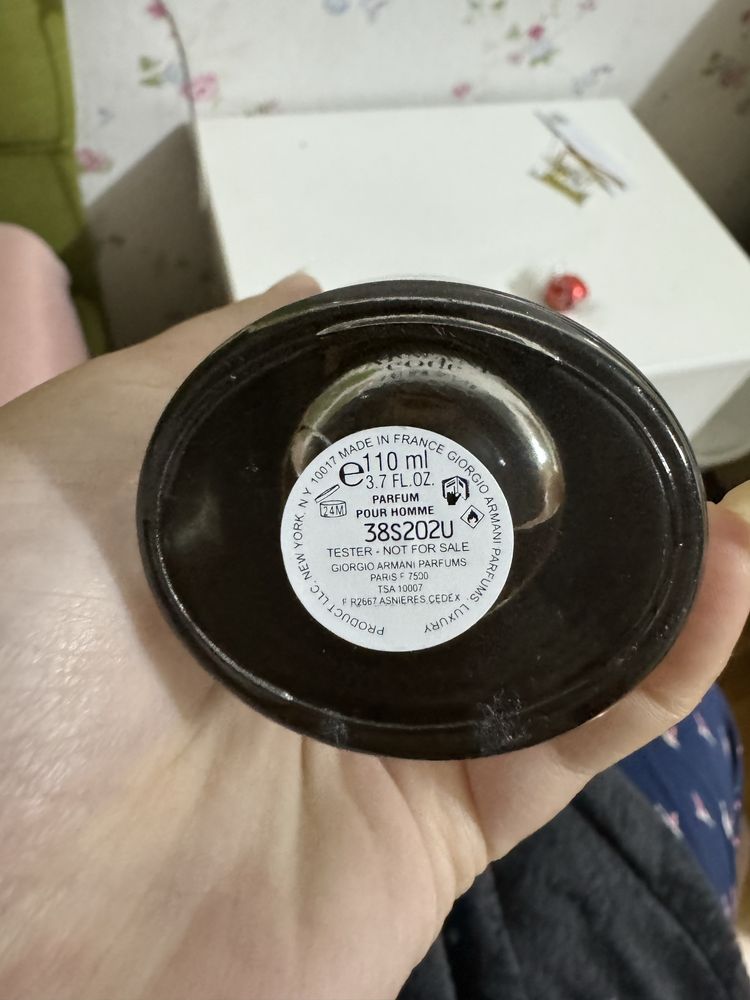 code
MADE IN FRANCE GIORGIO ARMANI PARFUMS, LUXURY
PRODUCT LLC, NEW YORK, N Y 10017
e110 ml
3.7 FL.OZ.
24M
PARFUM
POUR HOMME
38S202U
TESTER - NOT FOR SALE
GIORGIO ARMANI PARFUMS
PARIS F 7500
TSA 10007
F R2667 ASNIERES CEDEX